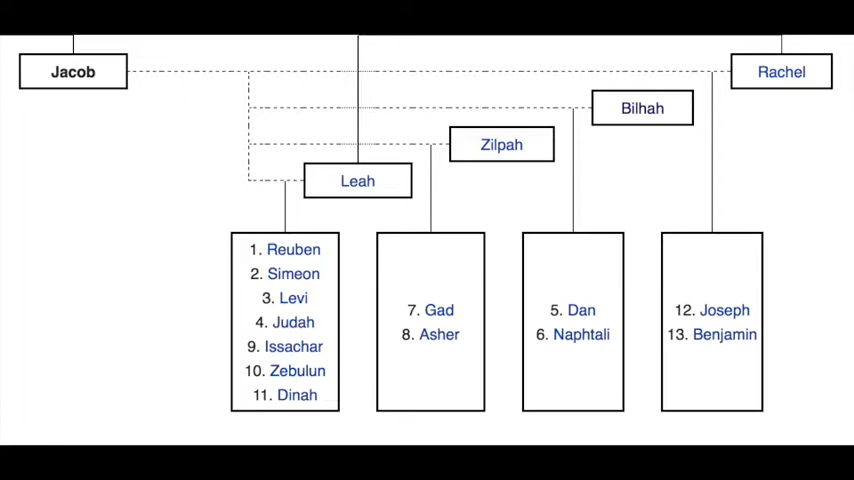 Jacob
Rachel
Bilhah
Zilpah
Leah
1. Reuben
2. Simeon
3. Levi
4. Judah
9. Issachar
10. Zebulun
11. Dinah
7. Gad
8. Asher
5. Dan
6. Naphtali
12. Joseph
13. Benjamin